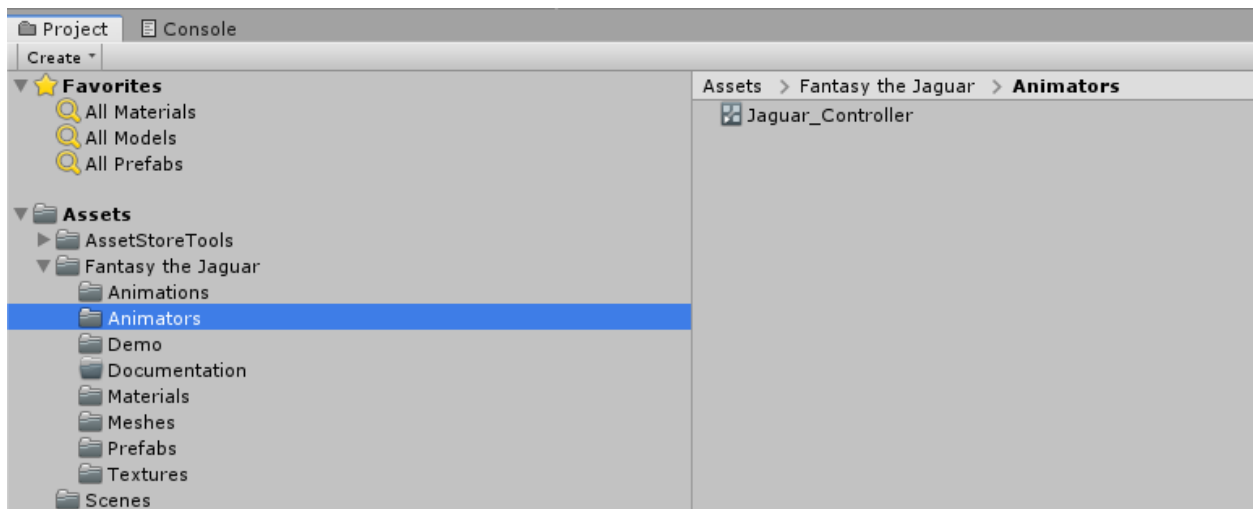 Project Console
Create
Favorites
All Materials
All Models
All Prefabs
Assets
AssetStoreTools
Fantasy the Jaguar
Animations
Animators
Demo
Documentation
Materials
Meshes
Prefabs
Textures
Scenes
Assets > Fantasy the Jaguar > Animators
Jaguar_Controller